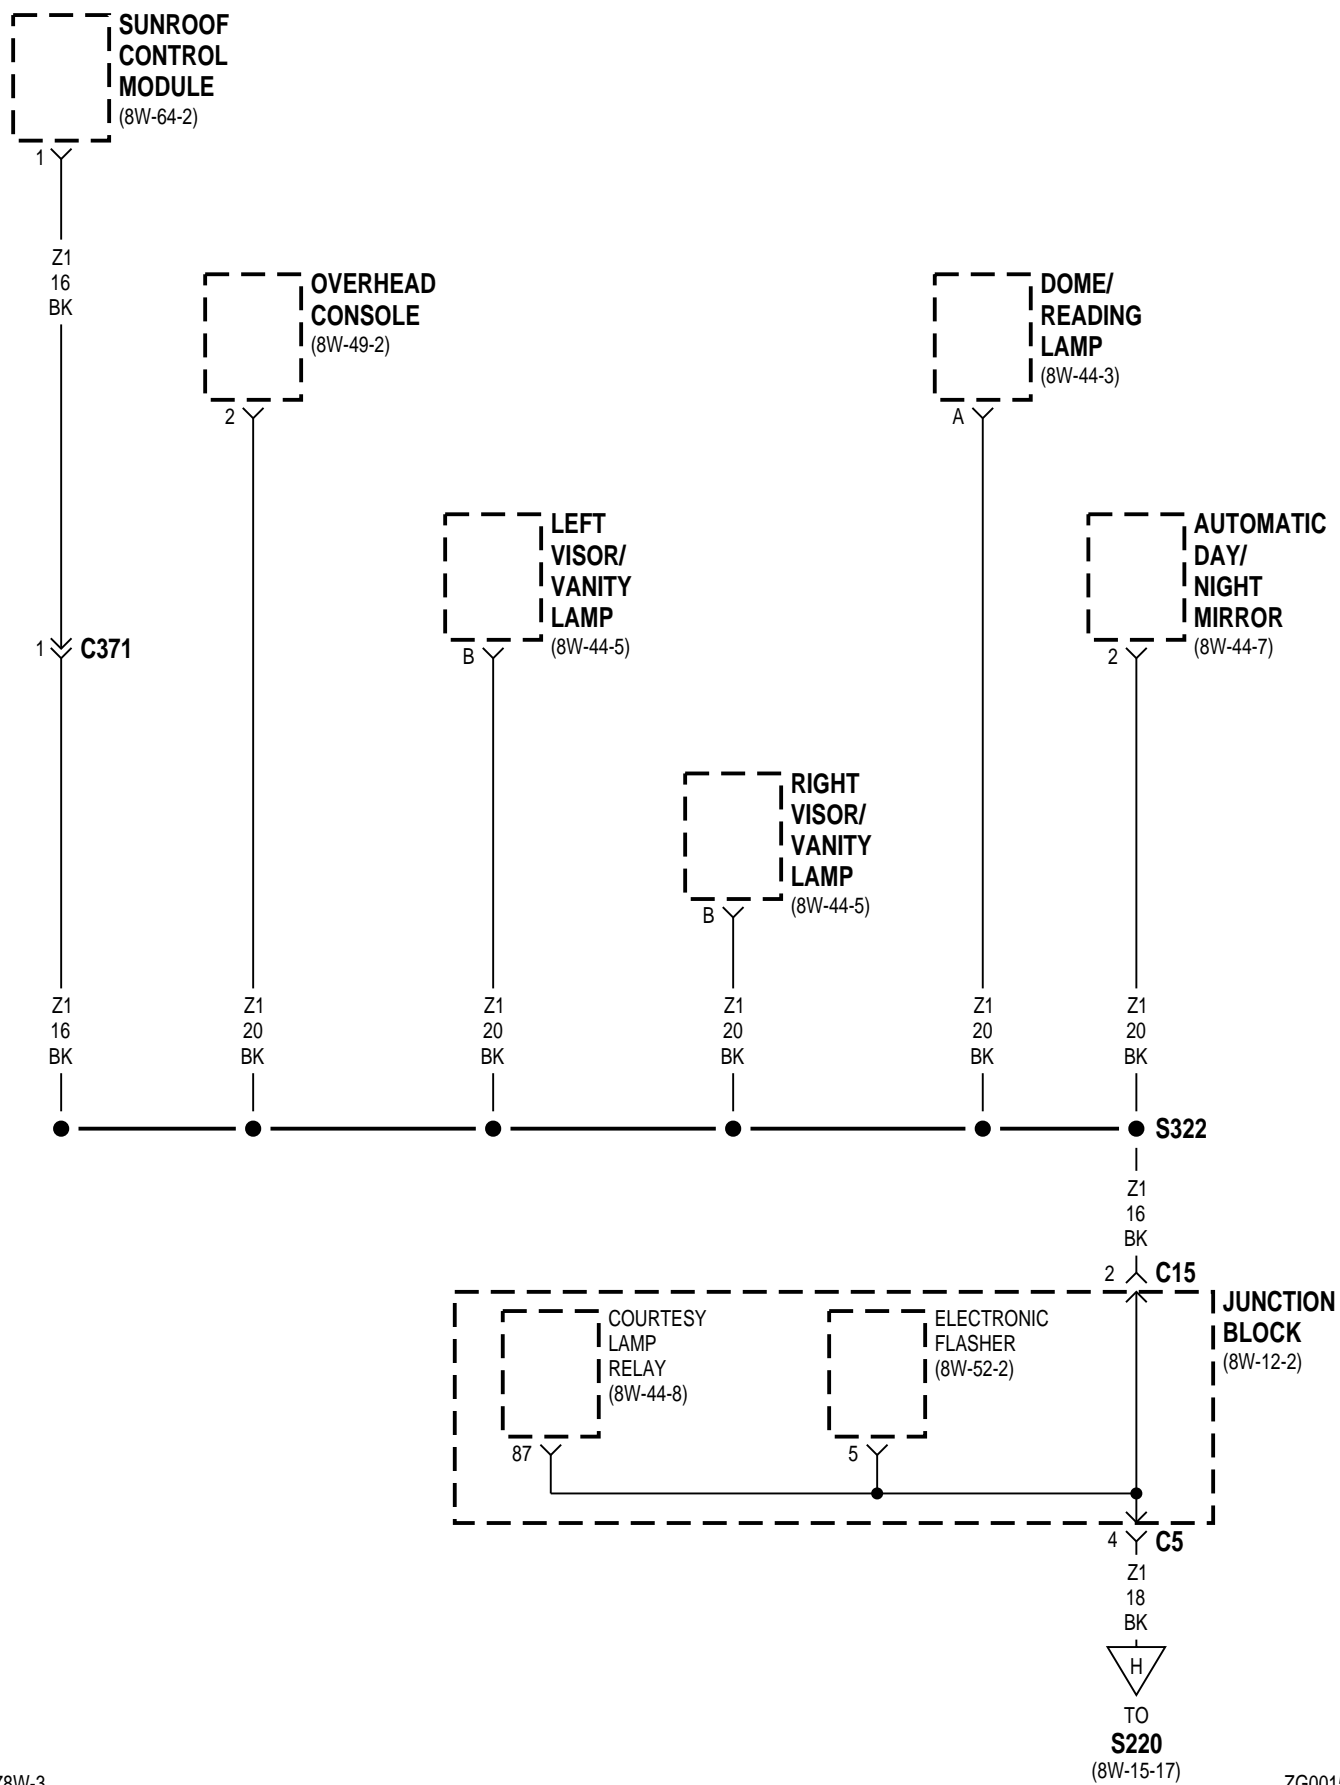 SUNROOF
CONTROL
MODULE
(8W-64-2)
1
Z1
16
BK
OVERHEAD
CONSOLE
(8W-49-2)
2
DOME/
READING
LAMP
(8W-44-3)
A
LEFT
VISOR/
VANITY
LAMP
(8W-44-5)
B
AUTOMATIC
DAY/
NIGHT
MIRROR
(8W-44-7)
2
1 C371
RIGHT
VISOR/
VANITY
LAMP
(8W-44-5)
B
Z1 Z1 Z1 Z1 Z1 Z1
16 20 20 20 20 20
BK BK BK BK BK BK
S322
Z1
16
BK
2 C15
JUNCTION
BLOCK
(8W-12-2)
COURTESY
LAMP
RELAY
(8W-44-8)
87
ELECTRONIC
FLASHER
(8W-52-2)
5
4 C5
Z1
18
BK
H
TO
S220
(8W-15-17)